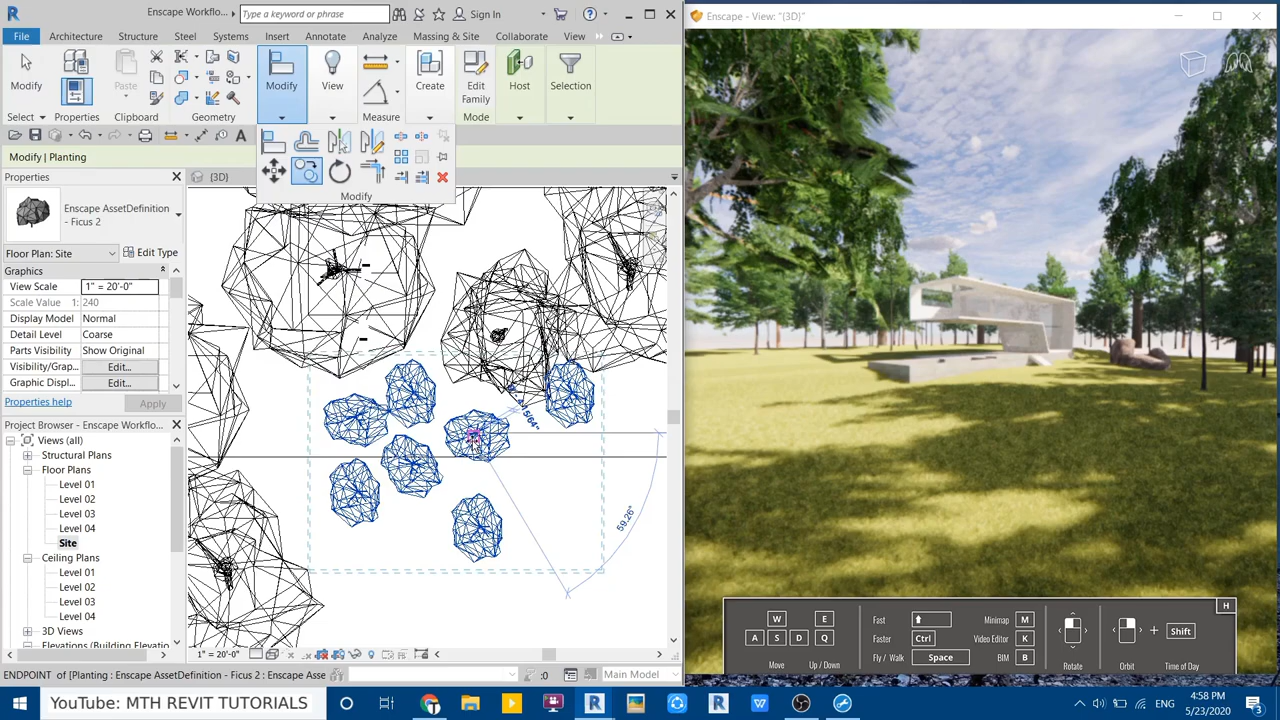 Enscape Workflo...
Type a keyword or phrase
Sign In
File
Architecture
Structure
Steel
Systems
Insert
Annotate
Analyze
Massing & Site
Collaborate
View
Modify
Properties
Paste
Modify
View
Create
Edit
Family
Host
Selection
Select
Properties
Clipboard
Geometry
Measure
Mode
Modify | Planting
Properties
{3D}
Modify
Enscape AssetDefinition
- Ficus 2
Floor Plan: Site
Edit Type
Graphics
View Scale
1" = 20'-0"
Scale Value 1:
240
Display Model
Normal
Detail Level
Coarse
Parts Visibility
Show Original
Visibility/Grap...
Edit...
Graphic Displ...
Edit...
Properties help
Apply
Project Browser - Enscape Workflo...
Views (all)
Structural Plans
Floor Plans
Level 01
Level 02
Level 03
Level 04
Site
Ceiling Plans
Level 01
Level 02
Level 03
Level 04
3D Views
Elevations (Building Elevatio
59.26°
1" = 20'-0"
ENDPOINT of [Planting : Enscape AssetDefinition - Ficus 2 : Enscape Asse
:0
Main Model
Enscape - View: "{3D}"
H
W
E
A
S
D
Q
Move
Up / Down
Fast
Faster
Ctrl
Fly / Walk
Space
Minimap
M
Video Editor
K
BIM
B
Rotate
Orbit
+
Shift
Time of Day
YouTube: MTH REVIT TUTORIALS
ENG
4:58 PM
5/23/2020
3